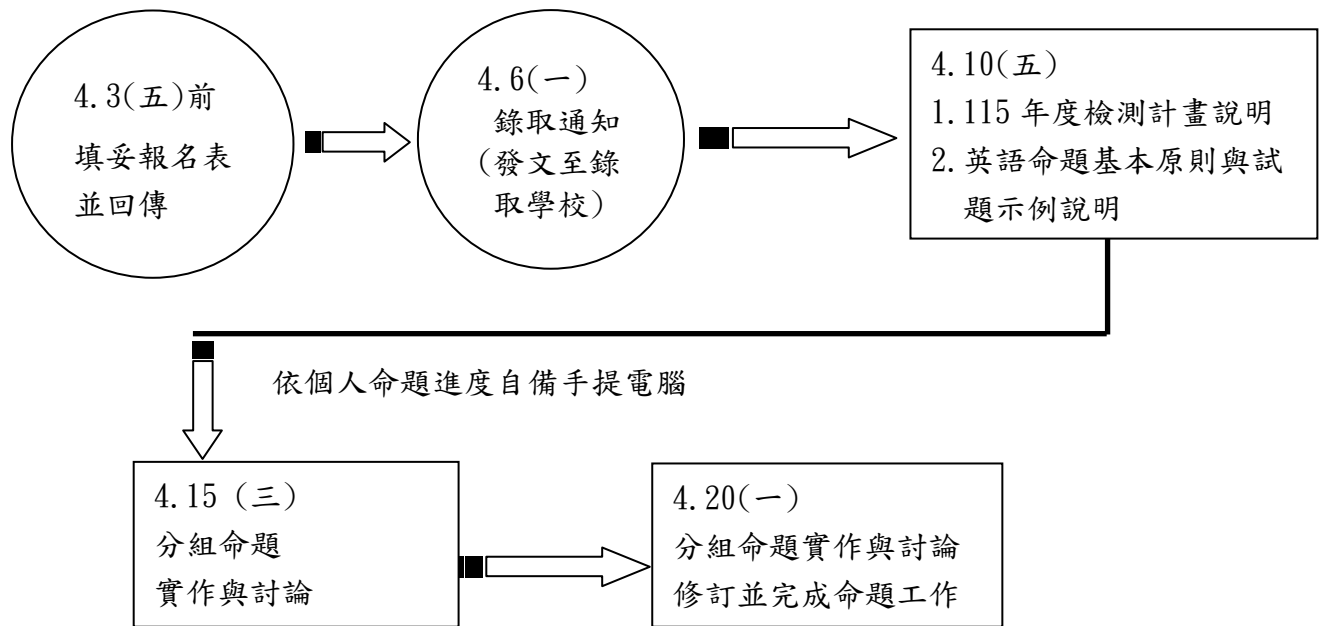 4.3(五)前
填妥報名表
並回傳
4.6(一)
錄取通知
(發文至錄
取學校)
4.10(五)
1.115 年度檢測計畫說明
2.英語命題基本原則與試
題示例說明
依個人命題進度自備手提電腦
4.15 (三)
分組命題
實作與討論
4.20(一)
分組命題實作與討論
修訂並完成命題工作